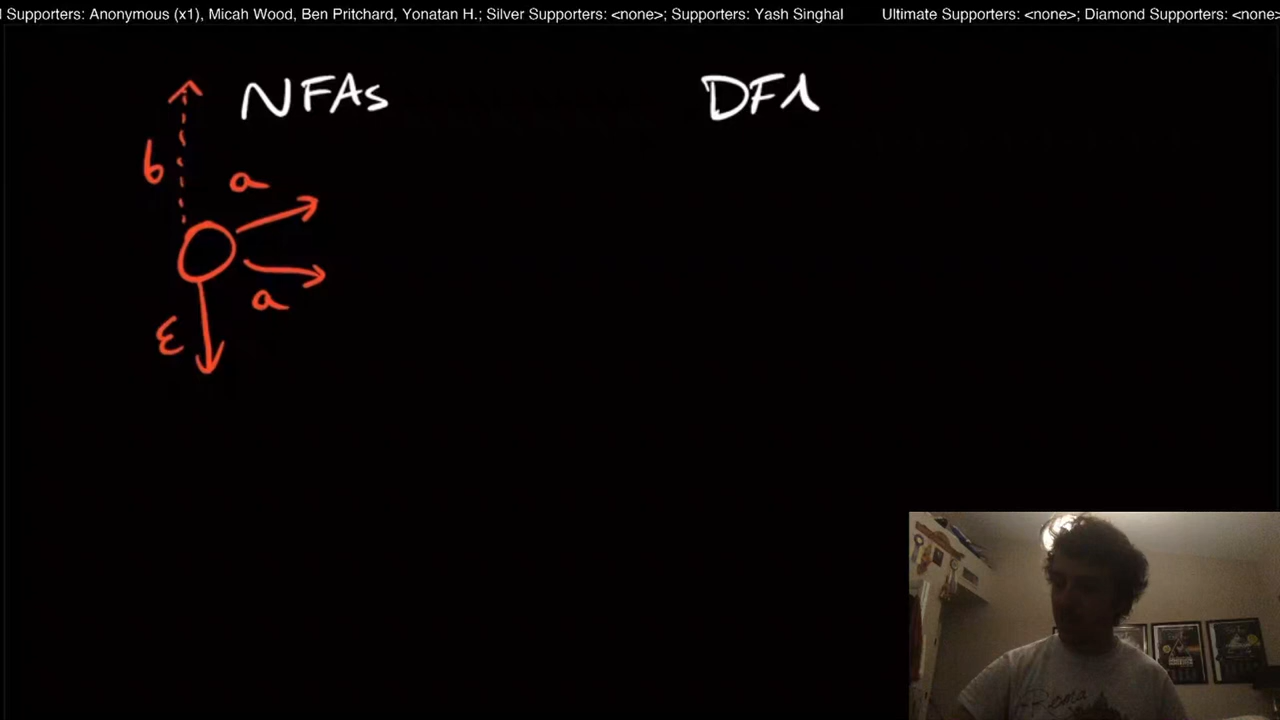 l Supporters: Anonymous (x1), Micah Wood, Ben Pritchard, Yonatan H.; Silver Supporters: <none>; Supporters: Yash Singhal Ultimate Supporters: <none>; Diamond Supporters: <none>
NFAs DFA
b
a
a
ε